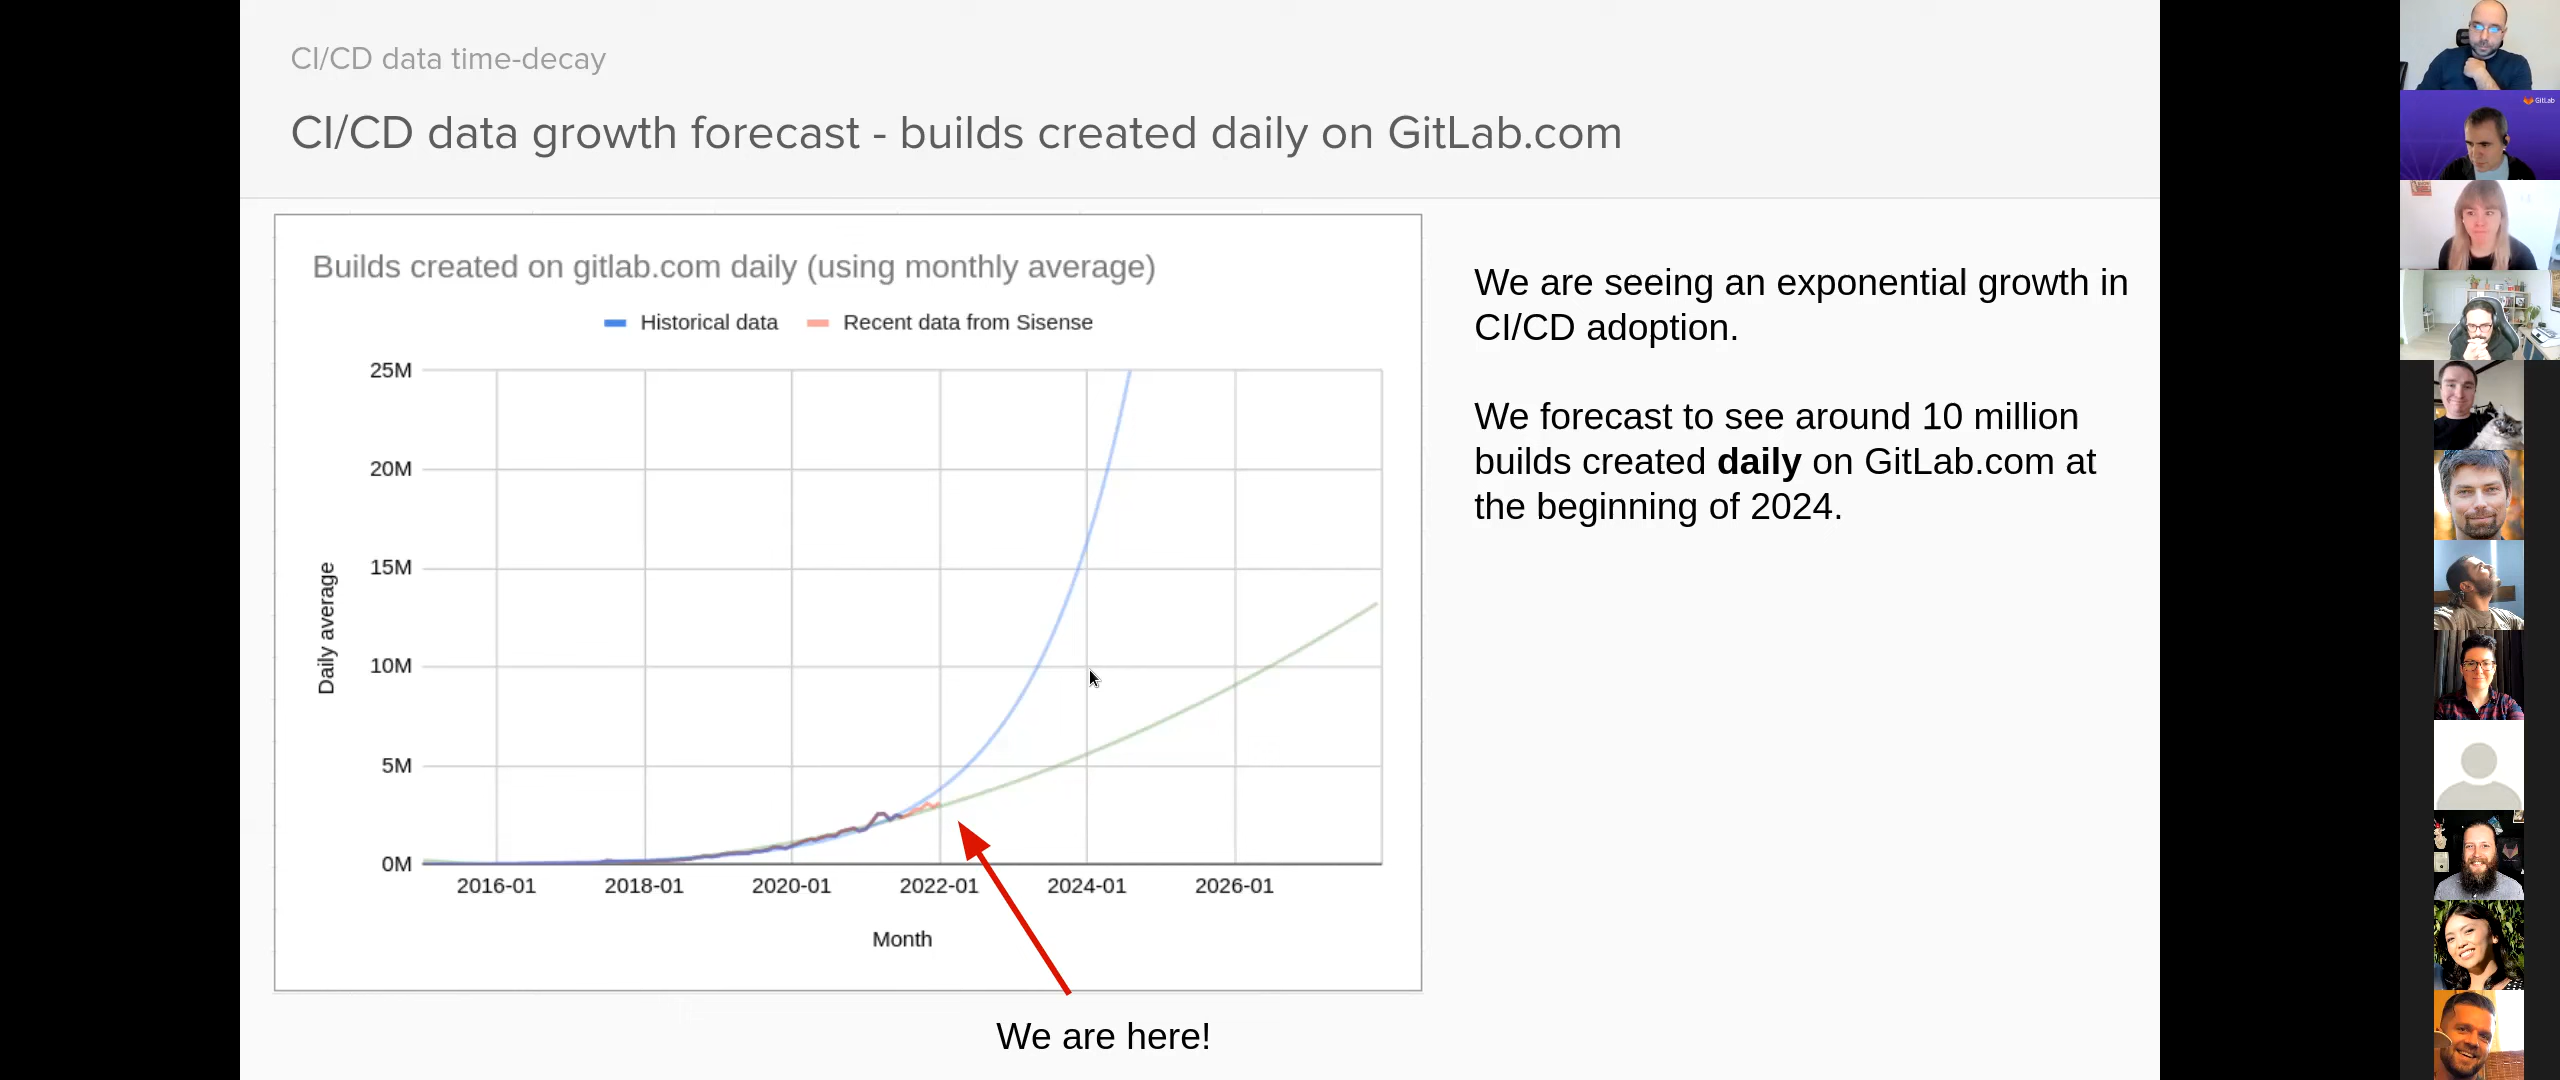 CI/CD data time-decay
CI/CD data growth forecast - builds created daily on GitLab.com
Builds created on gitlab.com daily (using monthly average)
Historical data
Recent data from Sisense
25M
20M
15M
10M
5M
0M
Daily average
2016-01
2018-01
2020-01
2022-01
2024-01
2026-01
Month
We are here!
We are seeing an exponential growth in
CI/CD adoption.
We forecast to see around 10 million
builds created daily on GitLab.com at
the beginning of 2024.
GitLab